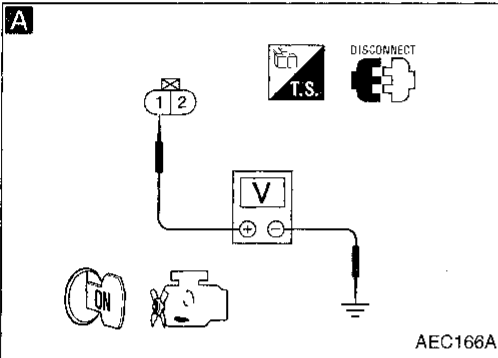 A
DISCONNECT
T.S.
1 2
V
+ −
ON
AEC166A